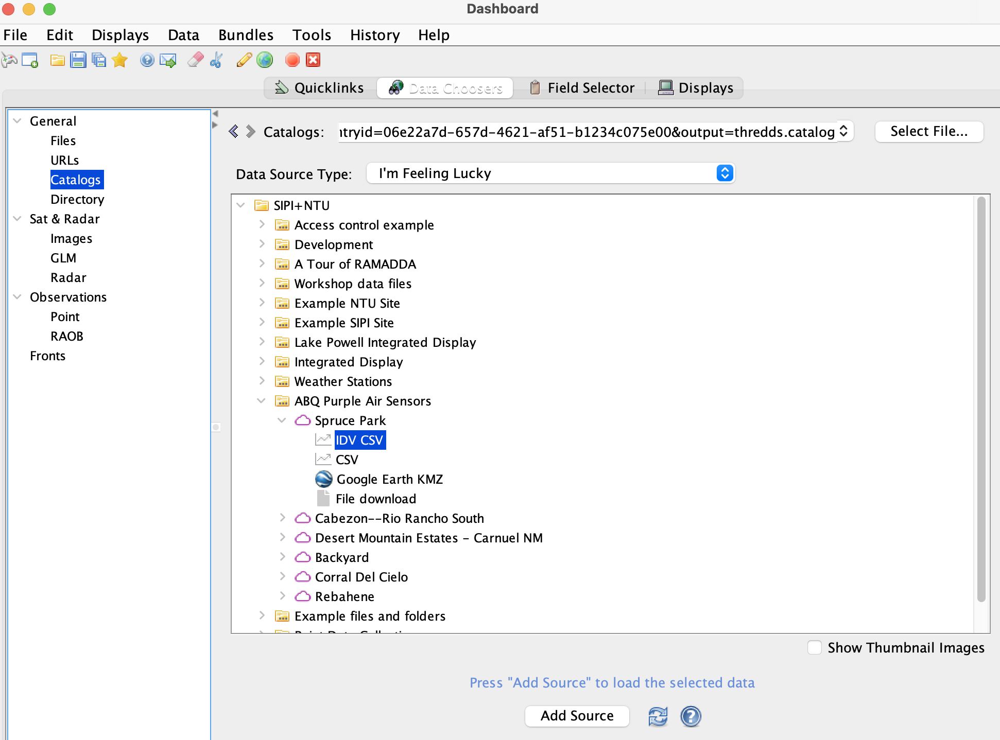 Dashboard
File Edit Displays Data Bundles Tools History Help
Quicklinks Data Choosers Field Selector Displays
General
Files
URLs
Catalogs
Directory
Sat & Radar
Images
GLM
Radar
Observations
Point
RAOB
Fronts
Catalogs: ntryid=06e22a7d-657d-4621-af51-b1234c075e00&output=thredds.catalog Select File...
Data Source Type: I'm Feeling Lucky
SIPI+NTU
Access control example
Development
A Tour of RAMADDA
Workshop data files
Example NTU Site
Example SIPI Site
Lake Powell Integrated Display
Integrated Display
Weather Stations
ABQ Purple Air Sensors
Spruce Park
IDV CSV
CSV
Google Earth KMZ
File download
Cabezon--Rio Rancho South
Desert Mountain Estates - Carnuel NM
Backyard
Corral Del Cielo
Rebahene
Example files and folders
Show Thumbnail Images
Press "Add Source" to load the selected data
Add Source